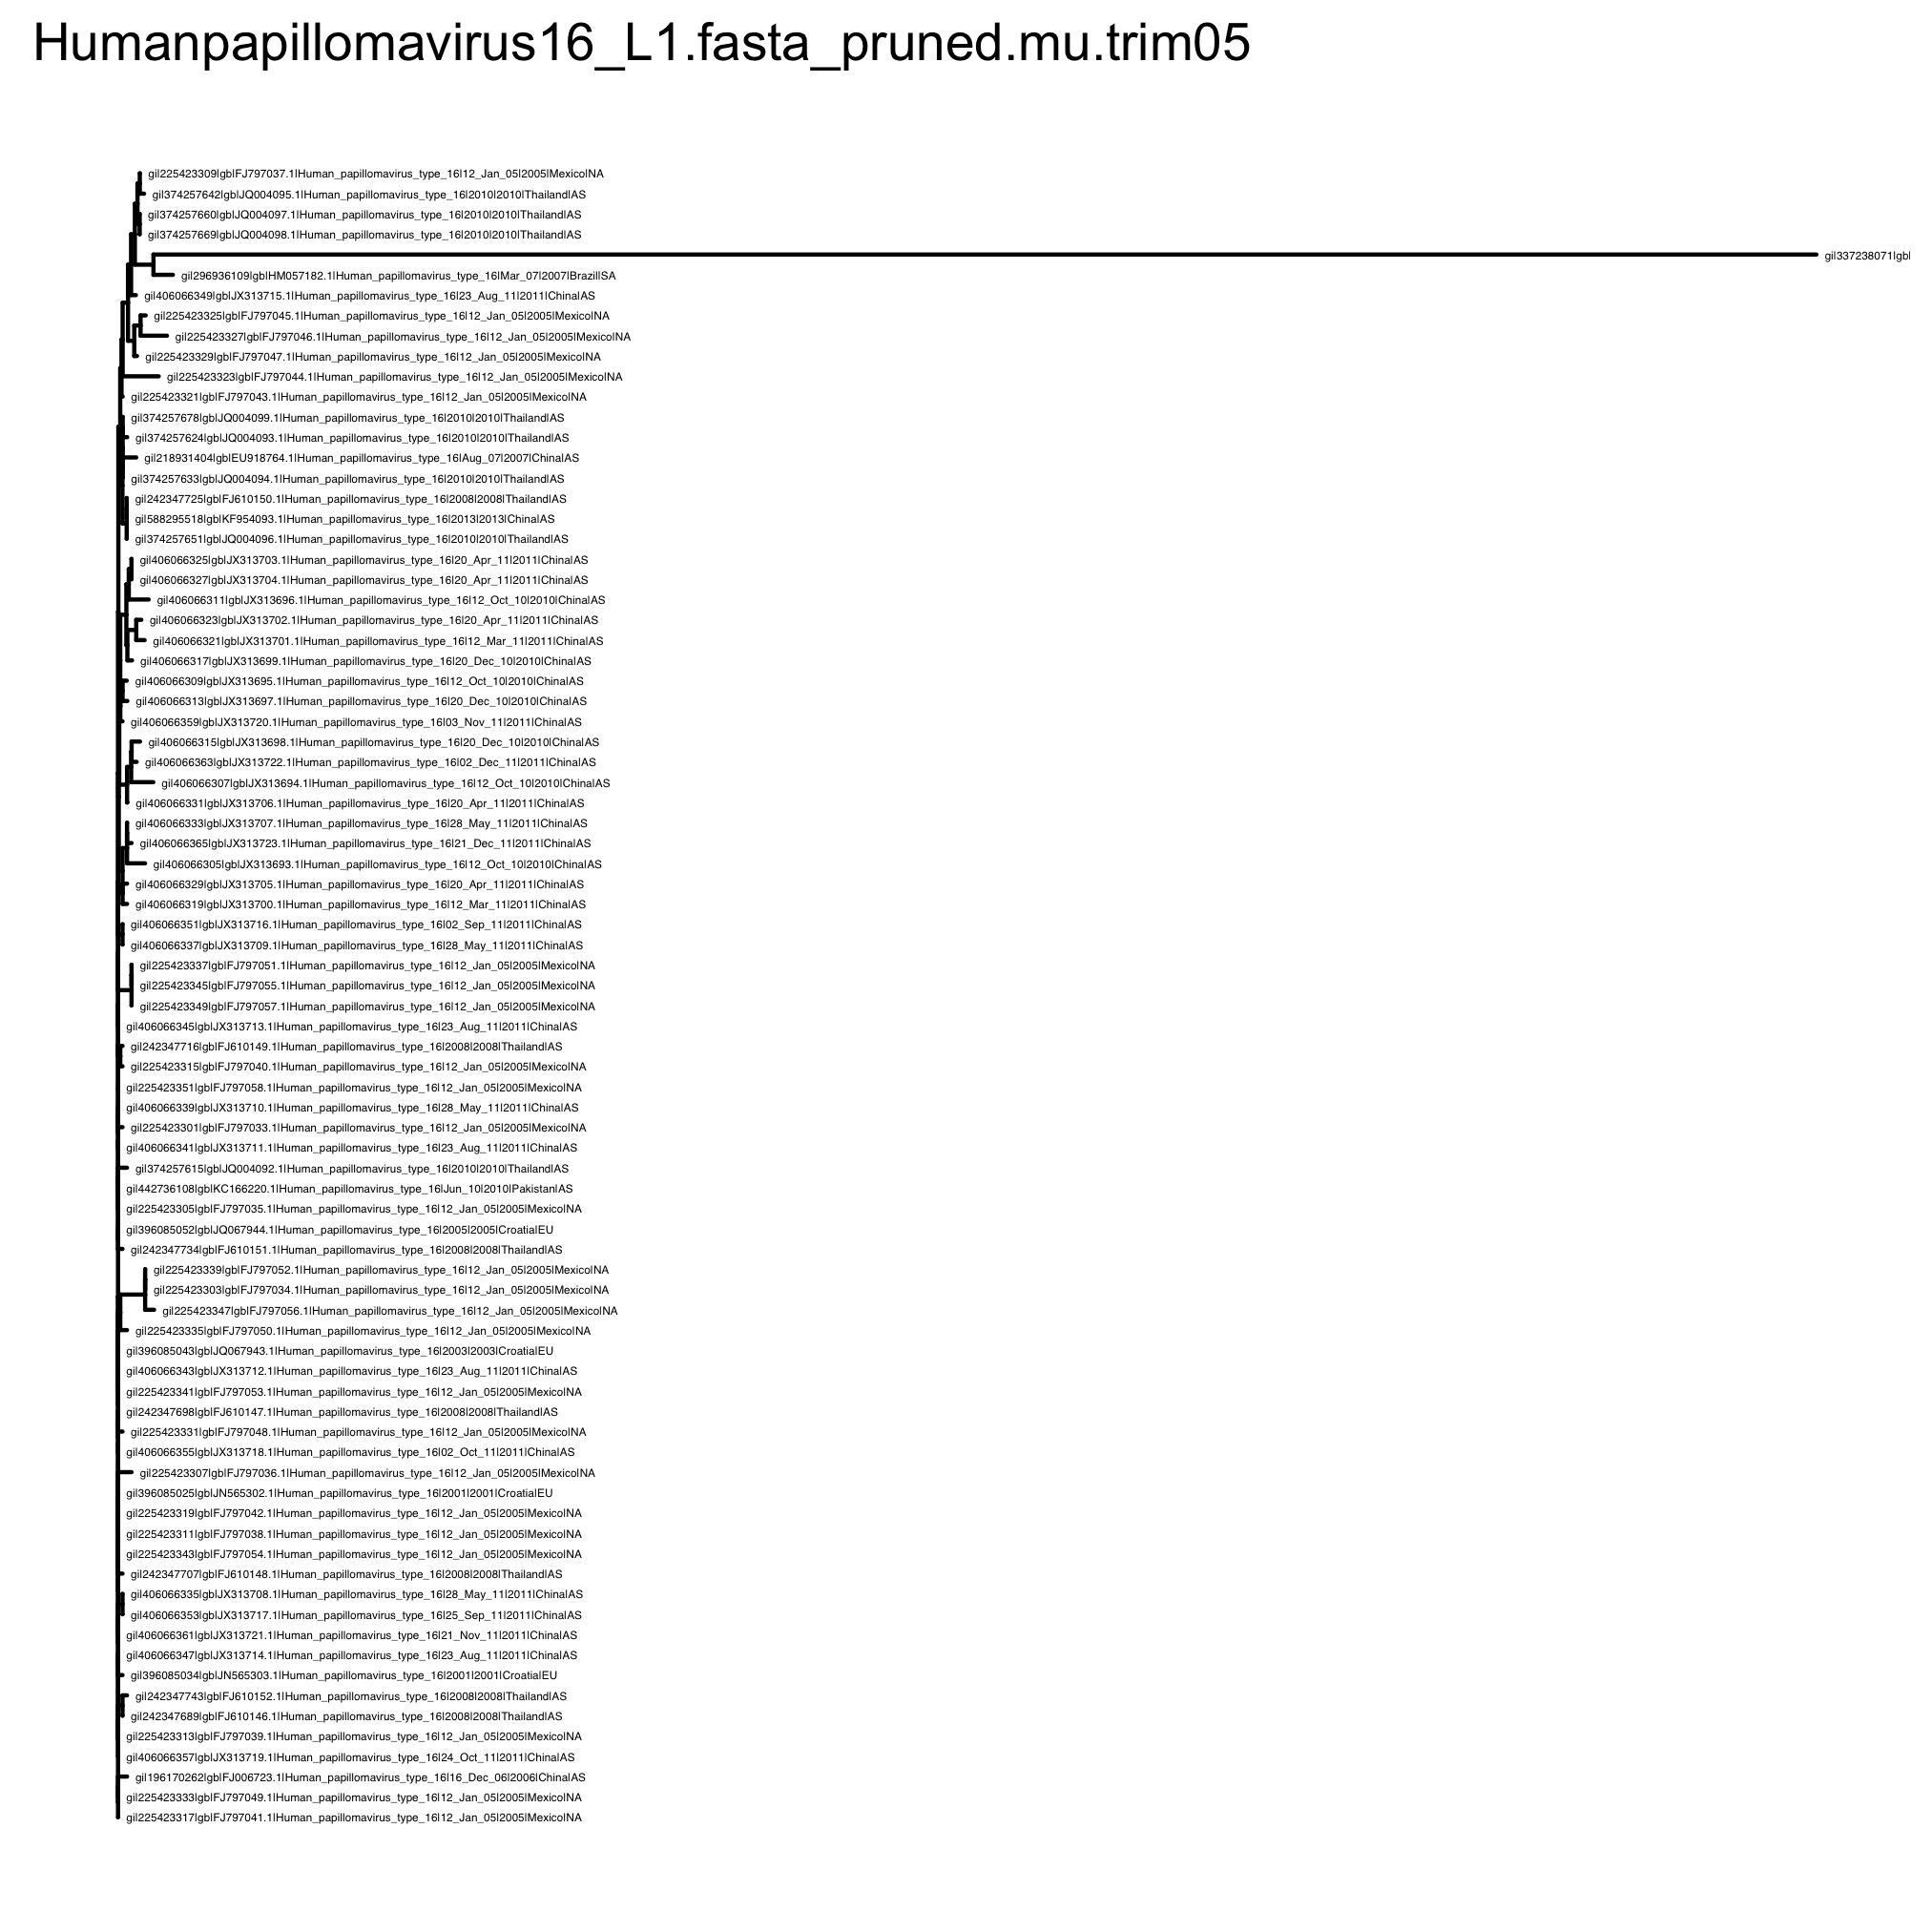 Humanpapillomavirus16_L1.fasta_pruned.mu.trim05
gi|225423309|gb|FJ797037.1|Human_papillomavirus_type_16|12_Jan_05|2005|Mexico|NA
gi|374257642|gb|JQ004095.1|Human_papillomavirus_type_16|2010|2010|Thailand|AS
gi|374257660|gb|JQ004097.1|Human_papillomavirus_type_16|2010|2010|Thailand|AS
gi|374257669|gb|JQ004098.1|Human_papillomavirus_type_16|2010|2010|Thailand|AS
gi|337238071|gb|
gi|296936109|gb|HM057182.1|Human_papillomavirus_type_16|Mar_07|2007|Brazil|SA
gi|406066349|gb|JX313715.1|Human_papillomavirus_type_16|23_Aug_11|2011|China|AS
gi|225423325|gb|FJ797045.1|Human_papillomavirus_type_16|12_Jan_05|2005|Mexico|NA
gi|225423327|gb|FJ797046.1|Human_papillomavirus_type_16|12_Jan_05|2005|Mexico|NA
gi|225423329|gb|FJ797047.1|Human_papillomavirus_type_16|12_Jan_05|2005|Mexico|NA
gi|225423323|gb|FJ797044.1|Human_papillomavirus_type_16|12_Jan_05|2005|Mexico|NA
gi|225423321|gb|FJ797043.1|Human_papillomavirus_type_16|12_Jan_05|2005|Mexico|NA
gi|374257678|gb|JQ004099.1|Human_papillomavirus_type_16|2010|2010|Thailand|AS
gi|374257624|gb|JQ004093.1|Human_papillomavirus_type_16|2010|2010|Thailand|AS
gi|218931404|gb|EU918764.1|Human_papillomavirus_type_16|Aug_07|2007|China|AS
gi|374257633|gb|JQ004094.1|Human_papillomavirus_type_16|2010|2010|Thailand|AS
gi|242347725|gb|FJ610150.1|Human_papillomavirus_type_16|2008|2008|Thailand|AS
gi|588295518|gb|KF954093.1|Human_papillomavirus_type_16|2013|2013|China|AS
gi|374257651|gb|JQ004096.1|Human_papillomavirus_type_16|2010|2010|Thailand|AS
gi|406066325|gb|JX313703.1|Human_papillomavirus_type_16|20_Apr_11|2011|China|AS
gi|406066327|gb|JX313704.1|Human_papillomavirus_type_16|20_Apr_11|2011|China|AS
gi|406066311|gb|JX313696.1|Human_papillomavirus_type_16|12_Oct_10|2010|China|AS
gi|406066323|gb|JX313702.1|Human_papillomavirus_type_16|20_Apr_11|2011|China|AS
gi|406066321|gb|JX313701.1|Human_papillomavirus_type_16|12_Mar_11|2011|China|AS
gi|406066317|gb|JX313699.1|Human_papillomavirus_type_16|20_Dec_10|2010|China|AS
gi|406066309|gb|JX313695.1|Human_papillomavirus_type_16|12_Oct_10|2010|China|AS
gi|406066313|gb|JX313697.1|Human_papillomavirus_type_16|20_Dec_10|2010|China|AS
gi|406066359|gb|JX313720.1|Human_papillomavirus_type_16|03_Nov_11|2011|China|AS
gi|406066315|gb|JX313698.1|Human_papillomavirus_type_16|20_Dec_10|2010|China|AS
gi|406066363|gb|JX313722.1|Human_papillomavirus_type_16|02_Dec_11|2011|China|AS
gi|406066307|gb|JX313694.1|Human_papillomavirus_type_16|12_Oct_10|2010|China|AS
gi|406066331|gb|JX313706.1|Human_papillomavirus_type_16|20_Apr_11|2011|China|AS
gi|406066333|gb|JX313707.1|Human_papillomavirus_type_16|28_May_11|2011|China|AS
gi|406066365|gb|JX313723.1|Human_papillomavirus_type_16|21_Dec_11|2011|China|AS
gi|406066305|gb|JX313693.1|Human_papillomavirus_type_16|12_Oct_10|2010|China|AS
gi|406066329|gb|JX313705.1|Human_papillomavirus_type_16|20_Apr_11|2011|China|AS
gi|406066319|gb|JX313700.1|Human_papillomavirus_type_16|12_Mar_11|2011|China|AS
gi|406066351|gb|JX313716.1|Human_papillomavirus_type_16|02_Sep_11|2011|China|AS
gi|406066337|gb|JX313709.1|Human_papillomavirus_type_16|28_May_11|2011|China|AS
gi|225423337|gb|FJ797051.1|Human_papillomavirus_type_16|12_Jan_05|2005|Mexico|NA
gi|225423345|gb|FJ797055.1|Human_papillomavirus_type_16|12_Jan_05|2005|Mexico|NA
gi|225423349|gb|FJ797057.1|Human_papillomavirus_type_16|12_Jan_05|2005|Mexico|NA
gi|406066345|gb|JX313713.1|Human_papillomavirus_type_16|23_Aug_11|2011|China|AS
gi|242347716|gb|FJ610149.1|Human_papillomavirus_type_16|2008|2008|Thailand|AS
gi|225423315|gb|FJ797040.1|Human_papillomavirus_type_16|12_Jan_05|2005|Mexico|NA
gi|225423351|gb|FJ797058.1|Human_papillomavirus_type_16|12_Jan_05|2005|Mexico|NA
gi|406066339|gb|JX313710.1|Human_papillomavirus_type_16|28_May_11|2011|China|AS
gi|225423301|gb|FJ797033.1|Human_papillomavirus_type_16|12_Jan_05|2005|Mexico|NA
gi|406066341|gb|JX313711.1|Human_papillomavirus_type_16|23_Aug_11|2011|China|AS
gi|374257615|gb|JQ004092.1|Human_papillomavirus_type_16|2010|2010|Thailand|AS
gi|442736108|gb|KC166220.1|Human_papillomavirus_type_16|Jun_10|2010|Pakistan|AS
gi|225423305|gb|FJ797035.1|Human_papillomavirus_type_16|12_Jan_05|2005|Mexico|NA
gi|396085052|gb|JQ067944.1|Human_papillomavirus_type_16|2005|2005|Croatia|EU
gi|242347734|gb|FJ610151.1|Human_papillomavirus_type_16|2008|2008|Thailand|AS
gi|225423339|gb|FJ797052.1|Human_papillomavirus_type_16|12_Jan_05|2005|Mexico|NA
gi|225423303|gb|FJ797034.1|Human_papillomavirus_type_16|12_Jan_05|2005|Mexico|NA
gi|225423347|gb|FJ797056.1|Human_papillomavirus_type_16|12_Jan_05|2005|Mexico|NA
gi|225423335|gb|FJ797050.1|Human_papillomavirus_type_16|12_Jan_05|2005|Mexico|NA
gi|396085043|gb|JQ067943.1|Human_papillomavirus_type_16|2003|2003|Croatia|EU
gi|406066343|gb|JX313712.1|Human_papillomavirus_type_16|23_Aug_11|2011|China|AS
gi|225423341|gb|FJ797053.1|Human_papillomavirus_type_16|12_Jan_05|2005|Mexico|NA
gi|242347698|gb|FJ610147.1|Human_papillomavirus_type_16|2008|2008|Thailand|AS
gi|225423331|gb|FJ797048.1|Human_papillomavirus_type_16|12_Jan_05|2005|Mexico|NA
gi|406066355|gb|JX313718.1|Human_papillomavirus_type_16|02_Oct_11|2011|China|AS
gi|225423307|gb|FJ797036.1|Human_papillomavirus_type_16|12_Jan_05|2005|Mexico|NA
gi|396085025|gb|JN565302.1|Human_papillomavirus_type_16|2001|2001|Croatia|EU
gi|225423319|gb|FJ797042.1|Human_papillomavirus_type_16|12_Jan_05|2005|Mexico|NA
gi|225423311|gb|FJ797038.1|Human_papillomavirus_type_16|12_Jan_05|2005|Mexico|NA
gi|225423343|gb|FJ797054.1|Human_papillomavirus_type_16|12_Jan_05|2005|Mexico|NA
gi|242347707|gb|FJ610148.1|Human_papillomavirus_type_16|2008|2008|Thailand|AS
gi|406066335|gb|JX313708.1|Human_papillomavirus_type_16|28_May_11|2011|China|AS
gi|406066353|gb|JX313717.1|Human_papillomavirus_type_16|25_Sep_11|2011|China|AS
gi|406066361|gb|JX313721.1|Human_papillomavirus_type_16|21_Nov_11|2011|China|AS
gi|406066347|gb|JX313714.1|Human_papillomavirus_type_16|23_Aug_11|2011|China|AS
gi|396085034|gb|JN565303.1|Human_papillomavirus_type_16|2001|2001|Croatia|EU
gi|242347743|gb|FJ610152.1|Human_papillomavirus_type_16|2008|2008|Thailand|AS
gi|242347689|gb|FJ610146.1|Human_papillomavirus_type_16|2008|2008|Thailand|AS
gi|225423313|gb|FJ797039.1|Human_papillomavirus_type_16|12_Jan_05|2005|Mexico|NA
gi|406066357|gb|JX313719.1|Human_papillomavirus_type_16|24_Oct_11|2011|China|AS
gi|196170262|gb|FJ006723.1|Human_papillomavirus_type_16|16_Dec_06|2006|China|AS
gi|225423333|gb|FJ797049.1|Human_papillomavirus_type_16|12_Jan_05|2005|Mexico|NA
gi|225423317|gb|FJ797041.1|Human_papillomavirus_type_16|12_Jan_05|2005|Mexico|NA